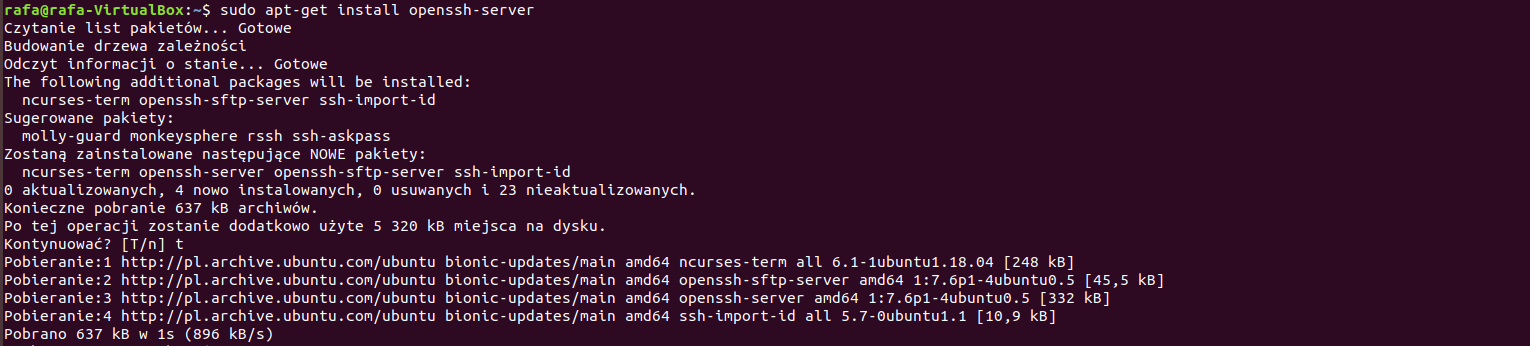 rafa@rafa-VirtualBox:~$ sudo apt-get install openssh-server
Czytanie list pakietów... Gotowe
Budowanie drzewa zależności
Odczyt informacji o stanie... Gotowe
The following additional packages will be installed:
  ncurses-term openssh-sftp-server ssh-import-id
Sugerowane pakiety:
  molly-guard monkeysphere rssh ssh-askpass
Zostaną zainstalowane następujące NOWE pakiety:
  ncurses-term openssh-server openssh-sftp-server ssh-import-id
0 aktualizowanych, 4 nowo instalowanych, 0 usuwanych i 23 nieaktualizowanych.
Konieczne pobranie 637 kB archiwów.
Po tej operacji zostanie dodatkowo użyte 5 320 kB miejsca na dysku.
Kontynuować? [T/n] t
Pobieranie:1 http://pl.archive.ubuntu.com/ubuntu bionic-updates/main amd64 ncurses-term all 6.1-1ubuntu1.18.04 [248 kB]
Pobieranie:2 http://pl.archive.ubuntu.com/ubuntu bionic-updates/main amd64 openssh-sftp-server amd64 1:7.6p1-4ubuntu0.5 [45,5 kB]
Pobieranie:3 http://pl.archive.ubuntu.com/ubuntu bionic-updates/main amd64 openssh-server amd64 1:7.6p1-4ubuntu0.5 [332 kB]
Pobieranie:4 http://pl.archive.ubuntu.com/ubuntu bionic-updates/main amd64 ssh-import-id all 5.7-0ubuntu1.1 [10,9 kB]
Pobrano 637 kB w 1s (896 kB/s)